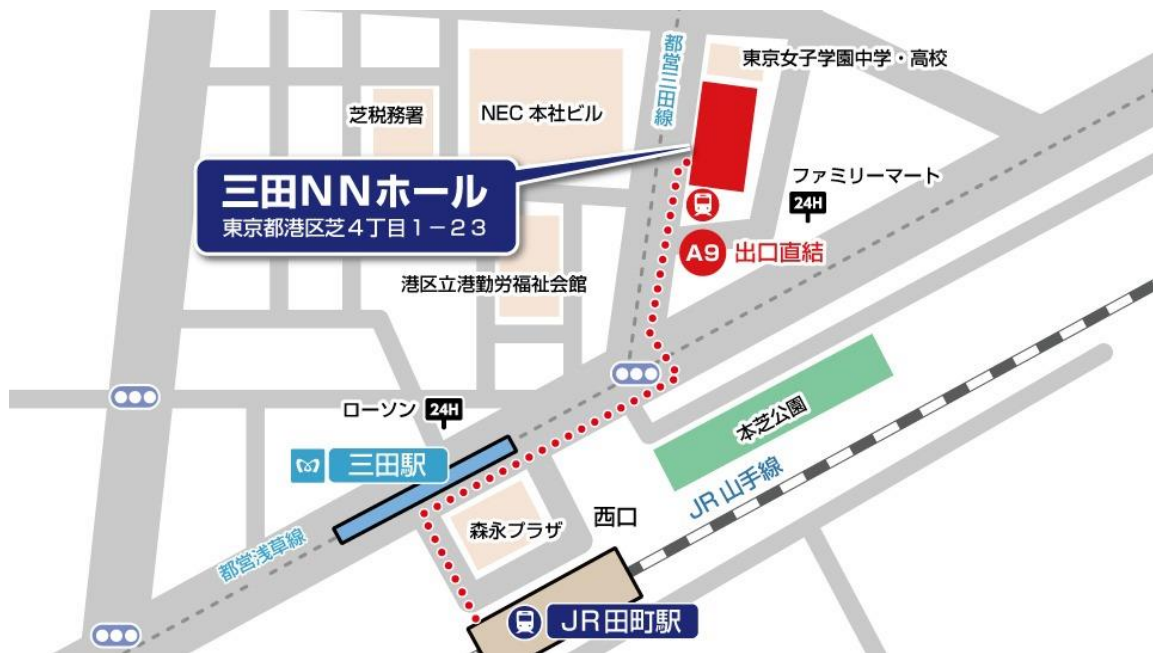 都営三田線
東京女子学園中学・高校
芝税務署
NEC 本社ビル
三田NNホール
東京都港区芝4丁目1−23
ファミリーマート
24H
A9 出口直結
港区立港勤労福祉会館
ローソン 24H
本芝公園
三田駅
JR 山手線
西口
森永プラザ
都営浅草線
JR田町駅